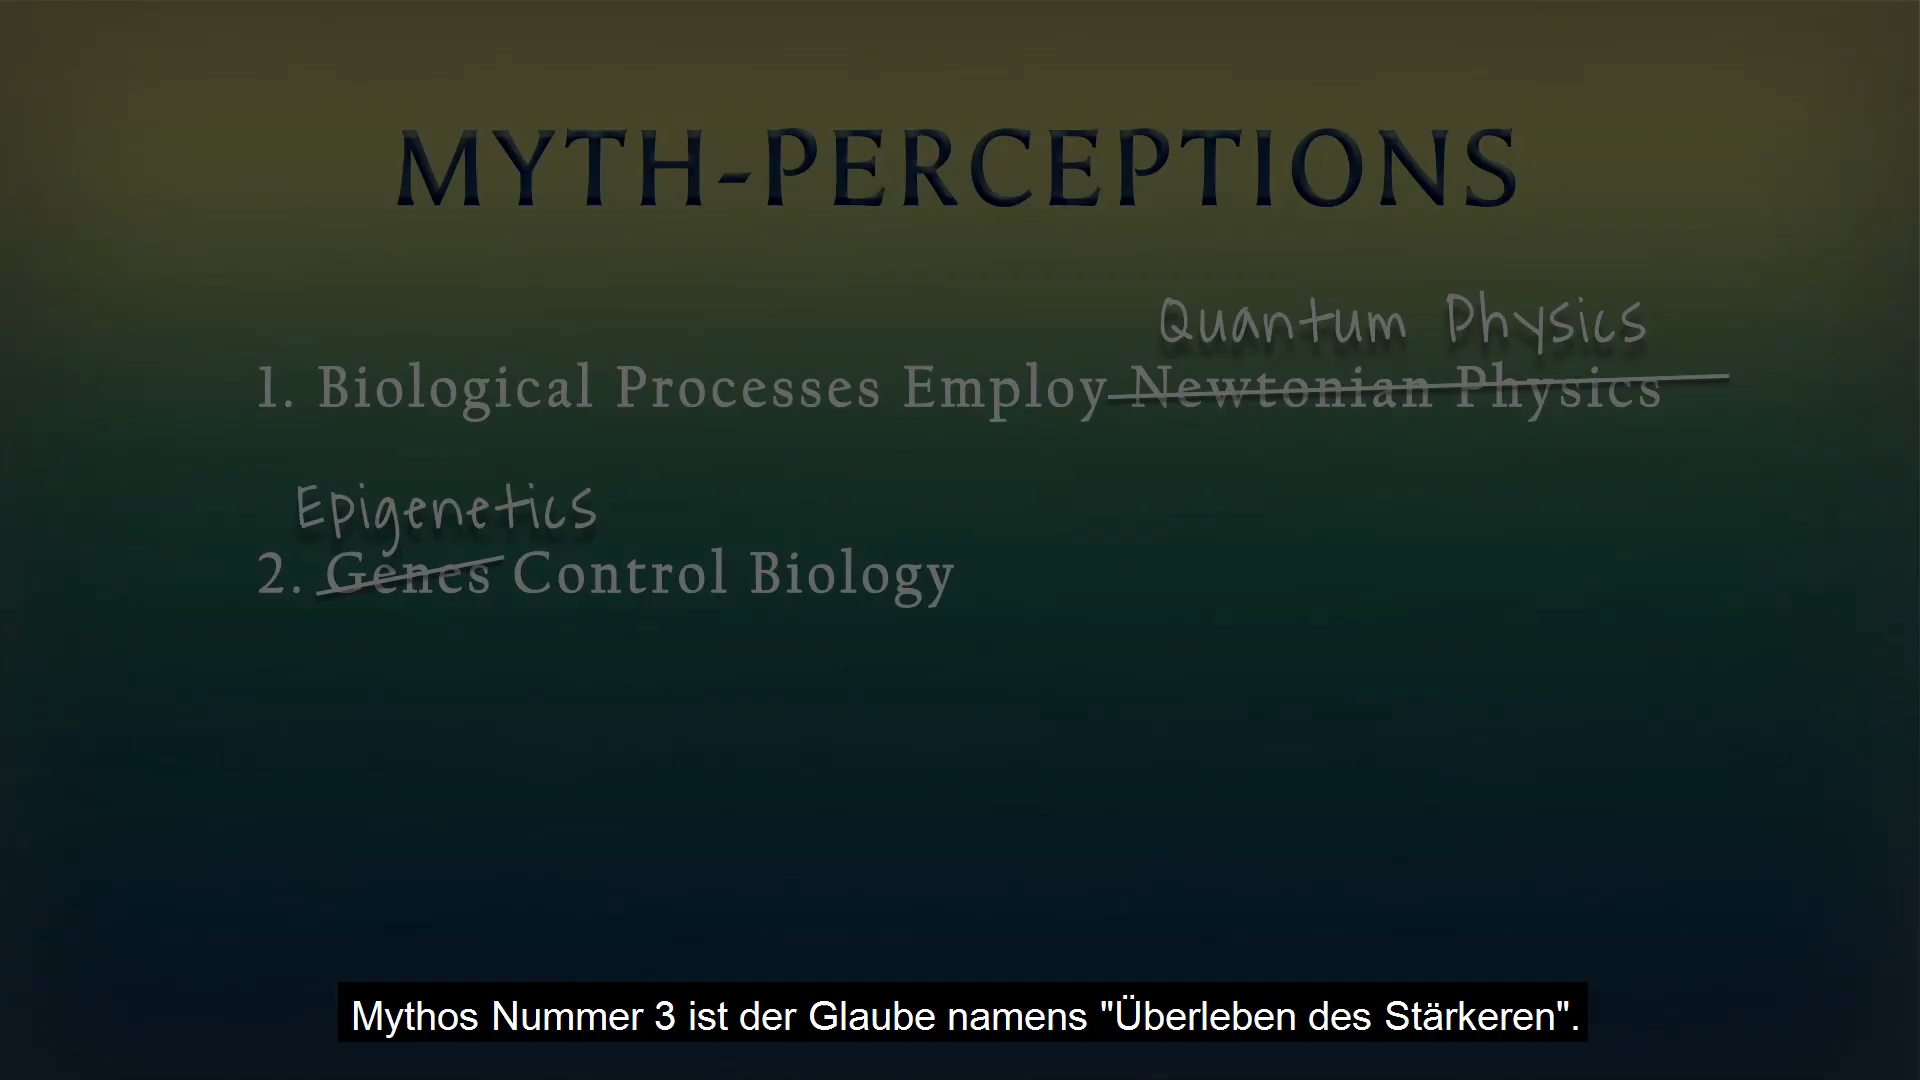 MYTH-PERCEPTIONS
Quantum Physics
1. Biological Processes Employ Newtonian Physics
Epigenetics
2. Genes Control Biology
Mythos Nummer 3 ist der Glaube namens "Überleben des Stärkeren".